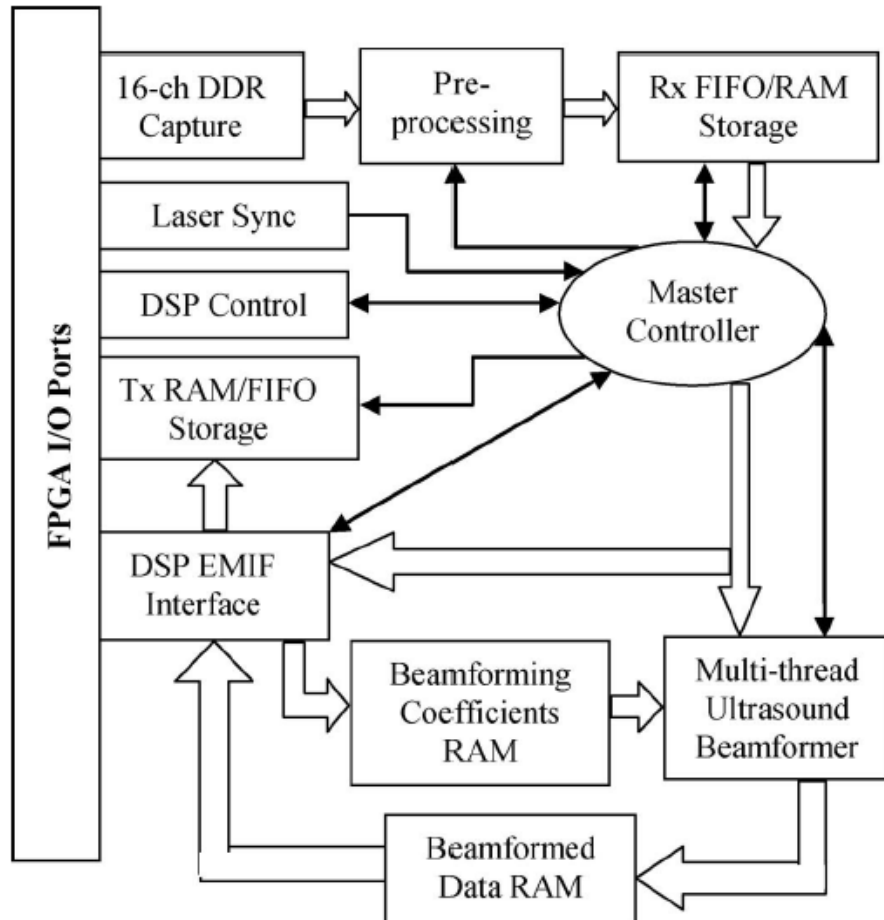 FPGA I/O Ports
16-ch DDR
Capture
Pre-
processing
Rx FIFO/RAM
Storage
Laser Sync
DSP Control
Master
Controller
Tx RAM/FIFO
Storage
DSP EMIF
Interface
Beamforming
Coefficients
RAM
Multi-thread
Ultrasound
Beamformer
Beamformed
Data RAM